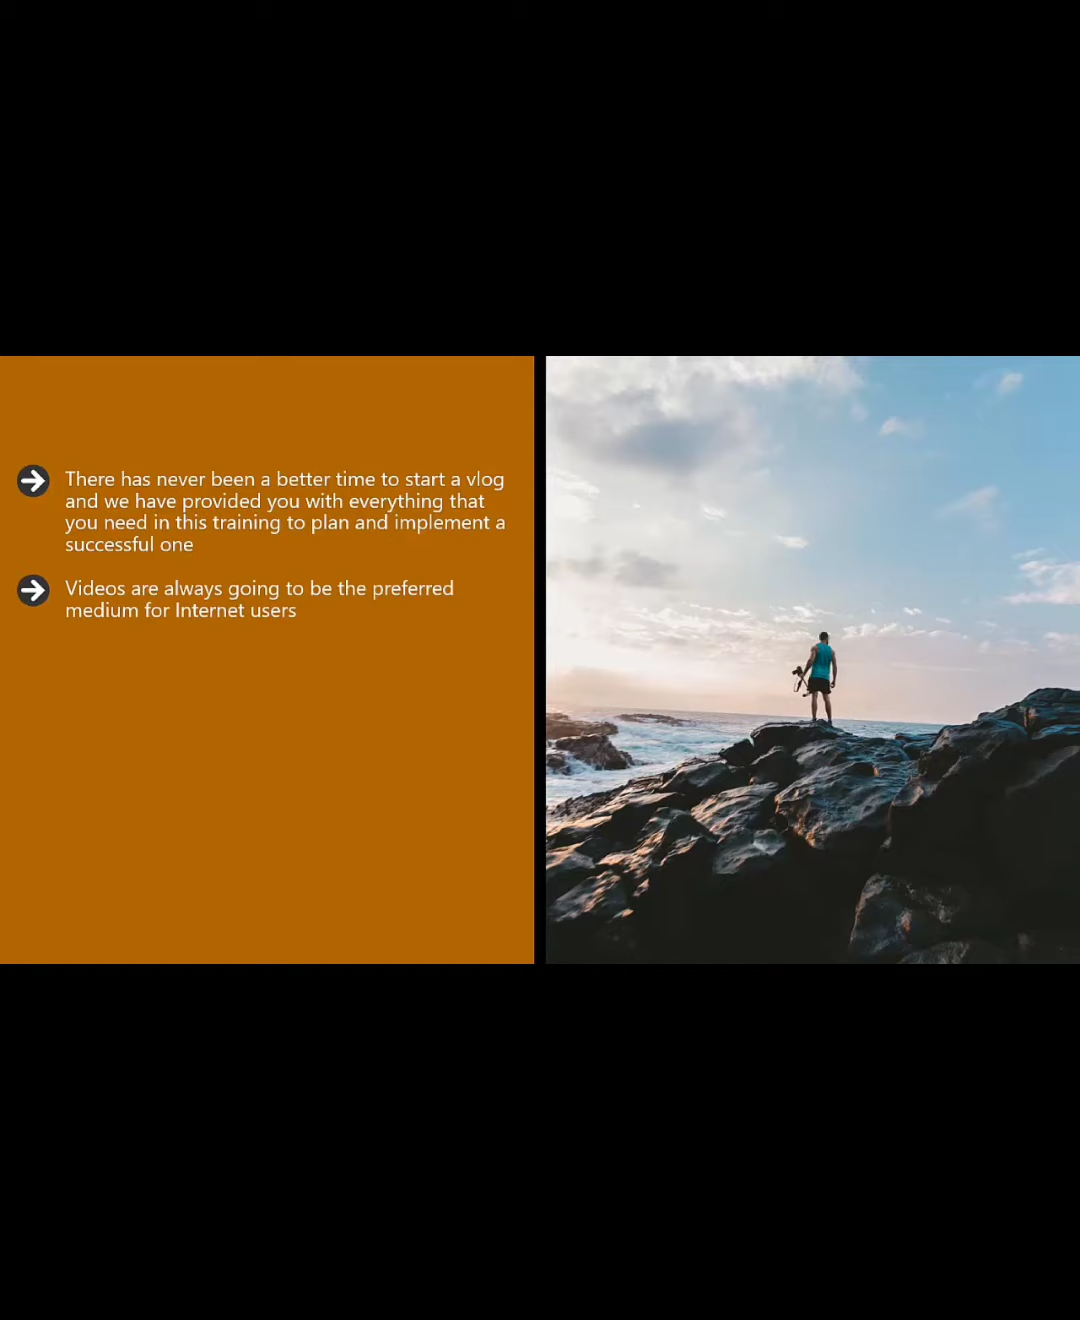 There has never been a better time to start a vlog
and we have provided you with everything that
you need in this training to plan and implement a
successful one
Videos are always going to be the preferred
medium for Internet users